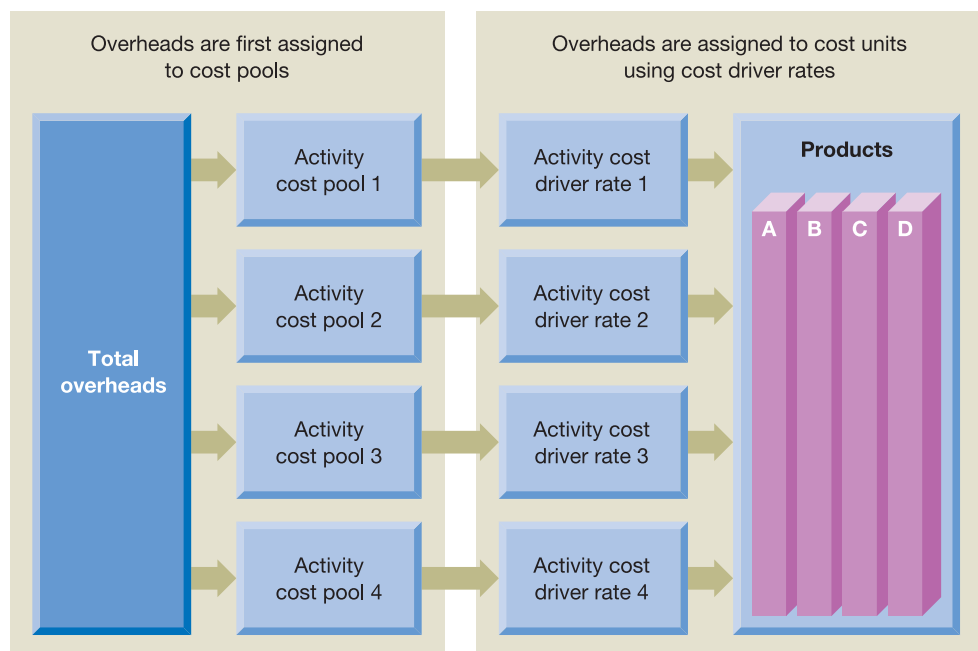 Overheads are first assigned
to cost pools
Overheads are assigned to cost units
using cost driver rates
Total
overheads
Activity
cost pool 1
Activity cost
driver rate 1
Activity
cost pool 2
Activity cost
driver rate 2
Activity
cost pool 3
Activity cost
driver rate 3
Activity
cost pool 4
Activity cost
driver rate 4
Products
A B C D